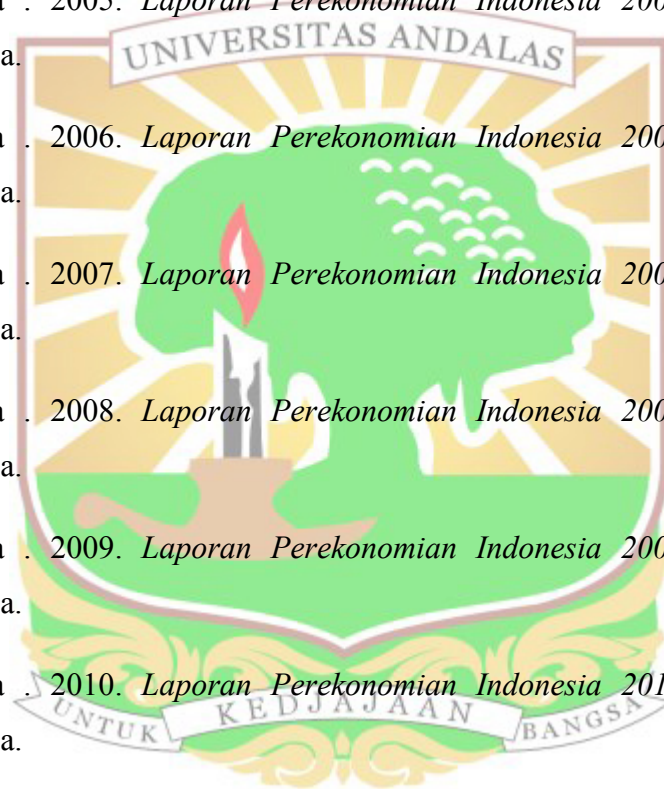 a . 2005. Laporan Perekonomian Indonesia 200
UNIVERSITAS ANDALAS
a.
a . 2006. Laporan Perekonomian Indonesia 200
a.
a . 2007. Laporan Perekonomian Indonesia 200
a.
a . 2008. Laporan Perekonomian Indonesia 200
a.
a . 2009. Laporan Perekonomian Indonesia 200
a.
a . 2010. Laporan Perekonomian Indonesia 201
UNTUK KEDJAJAAN BANGSA
a.